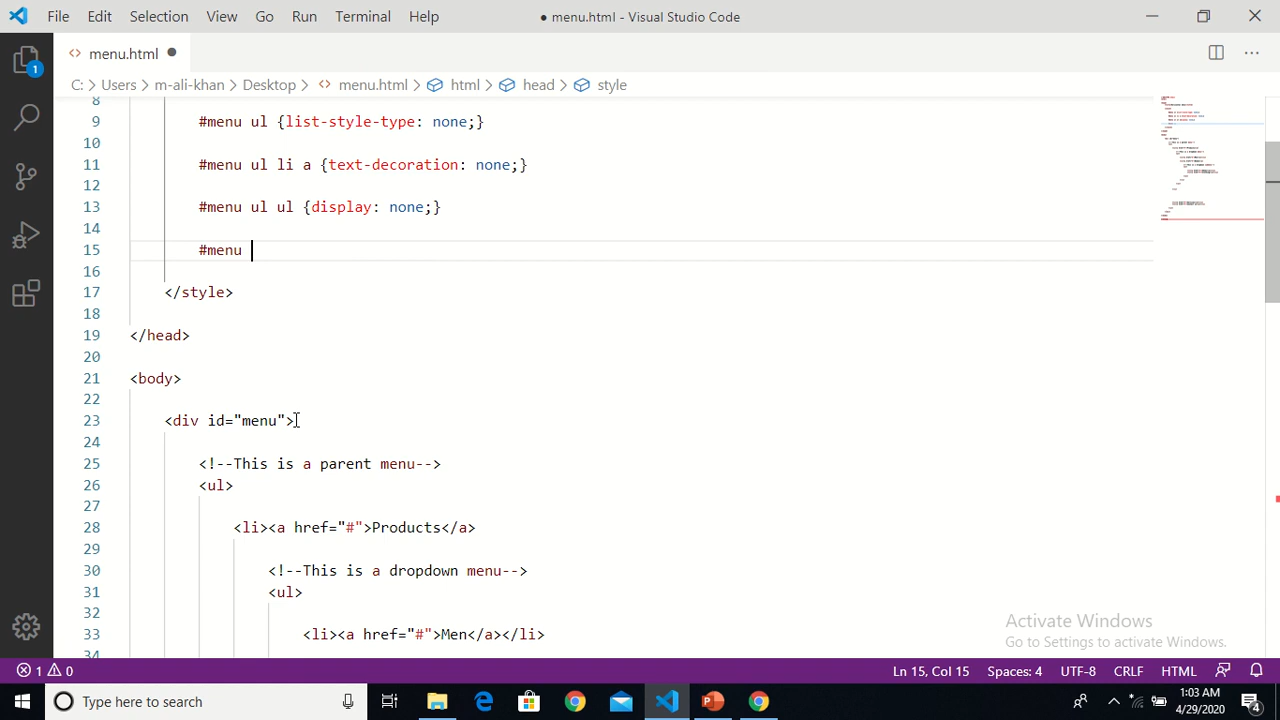 File Edit Selection View Go Run Terminal Help
● menu.html - Visual Studio Code
<> menu.html ●
C: > Users > m-ali-khan > Desktop > <> menu.html > html > head > style
8
9 #menu ul {list-style-type: none
10
11 #menu ul li a {text-decoration: none;}
12
13 #menu ul ul {display: none;}
14
15 #menu
16
17 </style>
18
19 </head>
20
21 <body>
22
23 <div id="menu">
24
25 <!--This is a parent menu-->
26 <ul>
27
28 <li><a href="#">Products</a>
29
30 <!--This is a dropdown menu-->
31 <ul>
32
33 <li><a href="#">Men</a></li>
34
1
Activate Windows
Go to Settings to activate Windows.
1 0
Ln 15, Col 15 Spaces: 4 UTF-8 CRLF HTML
Type here to search
1:03 AM
4/29/2020
4